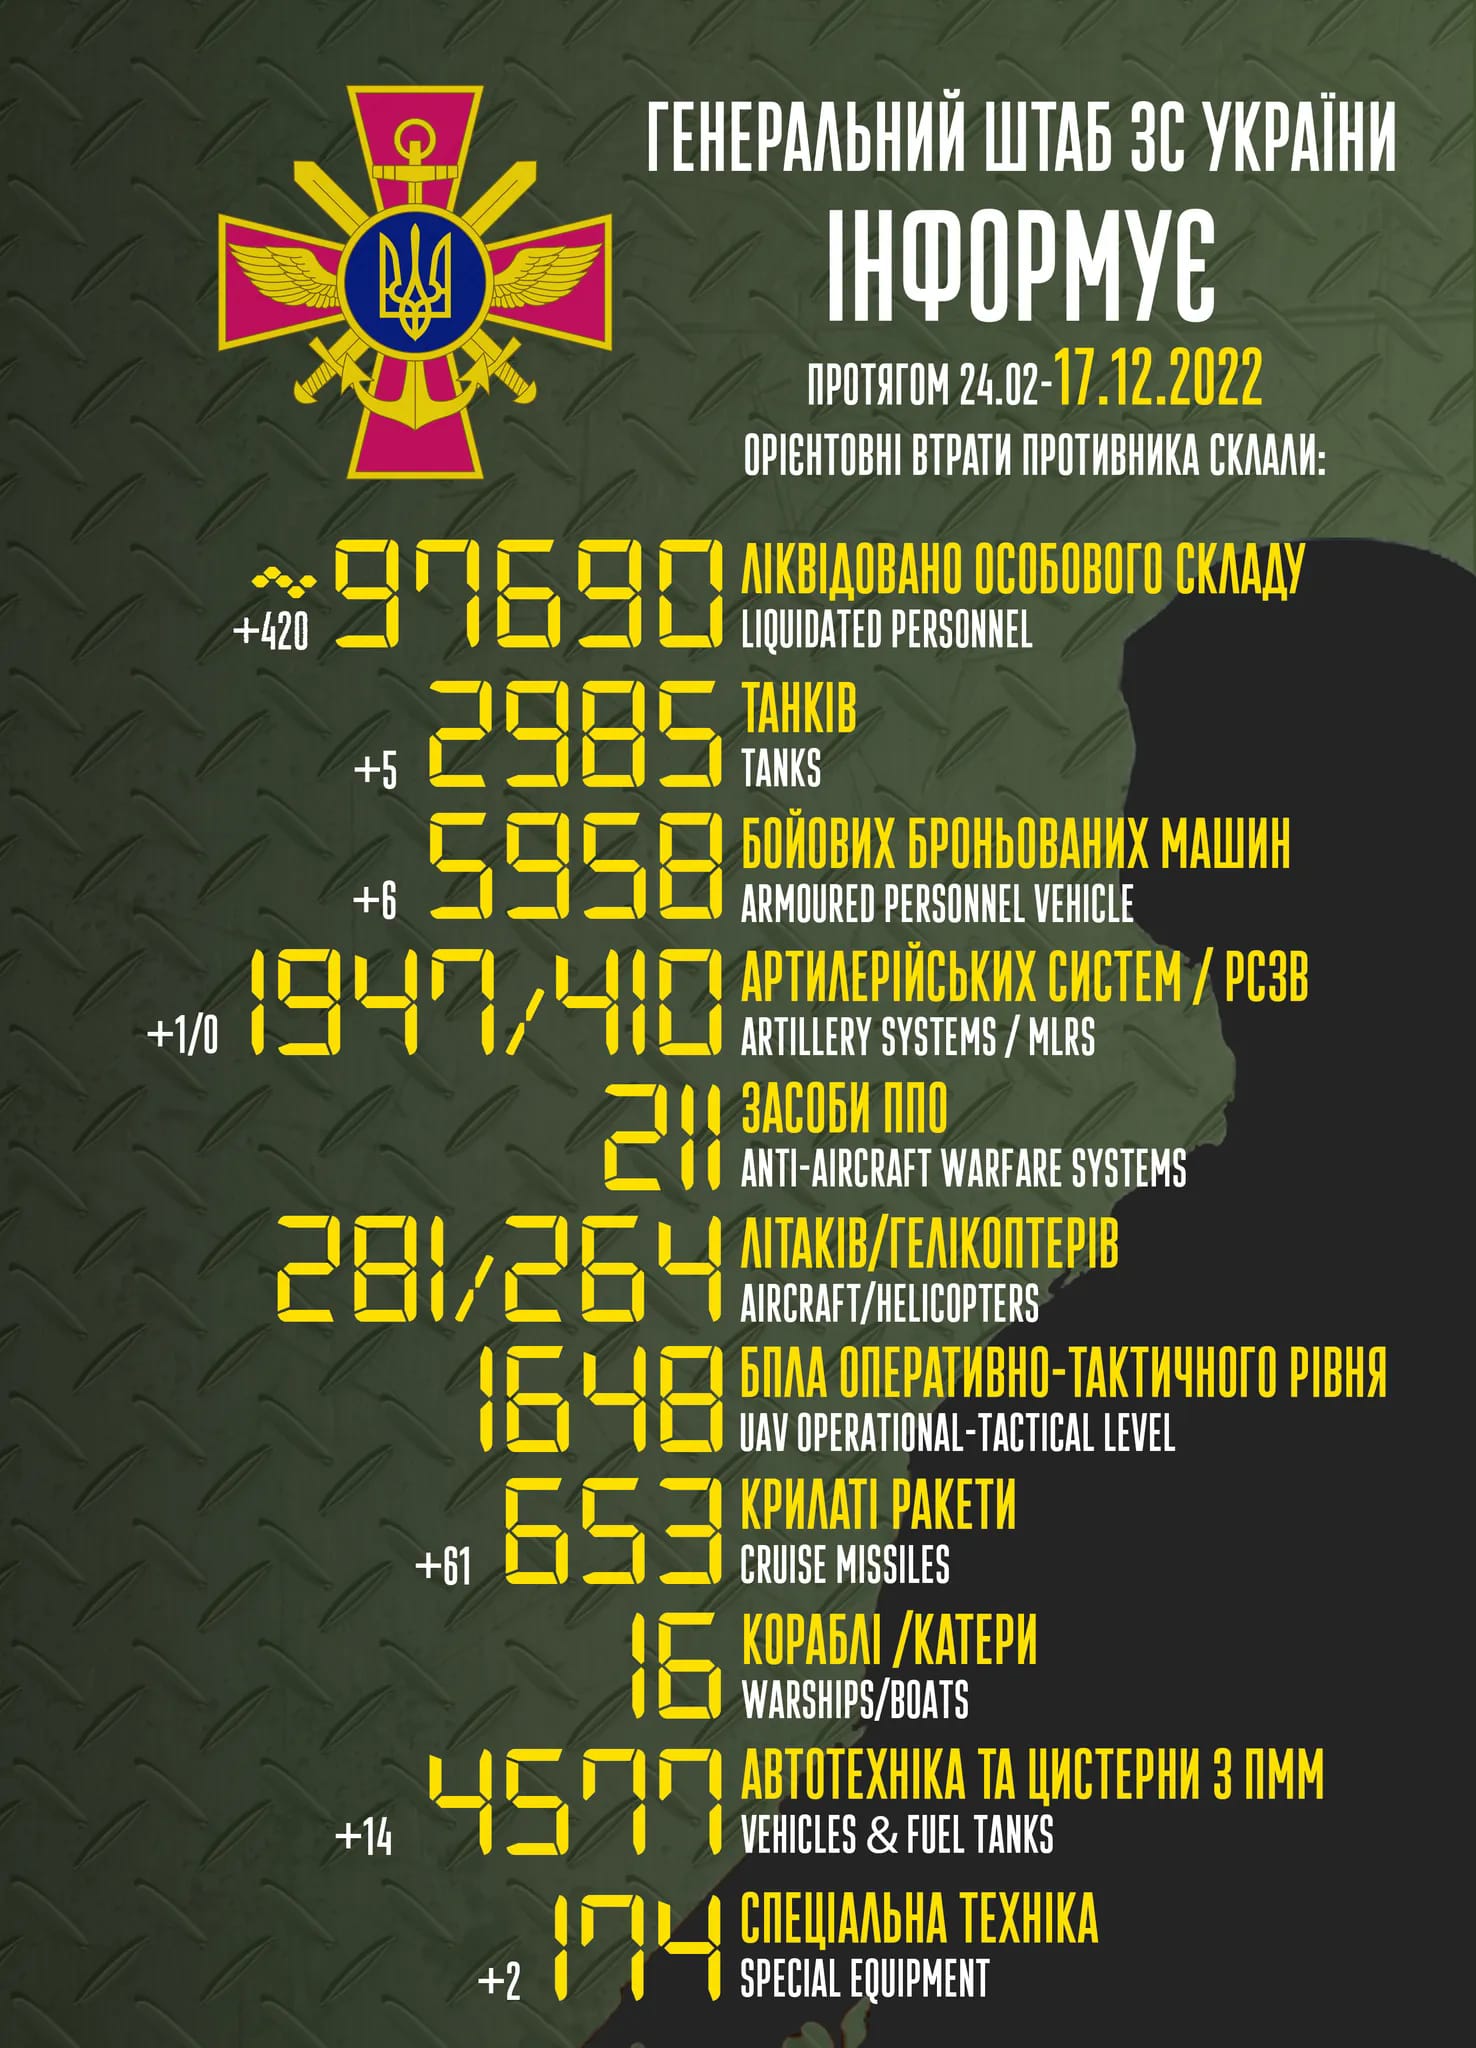 ГЕНЕРАЛЬНИЙ ШТАБ ЗС УКРАЇНИ
ІНФОРМУЄ
ПРОТЯГОМ 24.02-17.12.2022
ОРІЄНТОВНІ ВТРАТИ ПРОТИВНИКА СКЛАЛИ:
+420 ~97690 ЛІКВІДОВАНО ОСОБОВОГО СКЛАДУ
LIQUIDATED PERSONNEL
+5 2985 ТАНКІВ
TANKS
+6 5958 БОЙОВИХ БРОНЬОВАНИХ МАШИН
ARMOURED PERSONNEL VEHICLE
+1/0 1947/410 АРТИЛЕРІЙСЬКИХ СИСТЕМ / РСЗВ
ARTILLERY SYSTEMS / MLRS
211 ЗАСОБИ ППО
ANTI-AIRCRAFT WARFARE SYSTEMS
281/264 ЛІТАКІВ/ГЕЛІКОПТЕРІВ
AIRCRAFT/HELICOPTERS
1648 БПЛА ОПЕРАТИВНО-ТАКТИЧНОГО РІВНЯ
UAV OPERATIONAL-TACTICAL LEVEL
+61 653 КРИЛАТІ РАКЕТИ
CRUISE MISSILES
16 КОРАБЛІ /КАТЕРИ
WARSHIPS/BOATS
+14 4577 АВТОТЕХНІКА ТА ЦИСТЕРНИ З ПММ
VEHICLES & FUEL TANKS
+2 174 СПЕЦІАЛЬНА ТЕХНІКА
SPECIAL EQUIPMENT